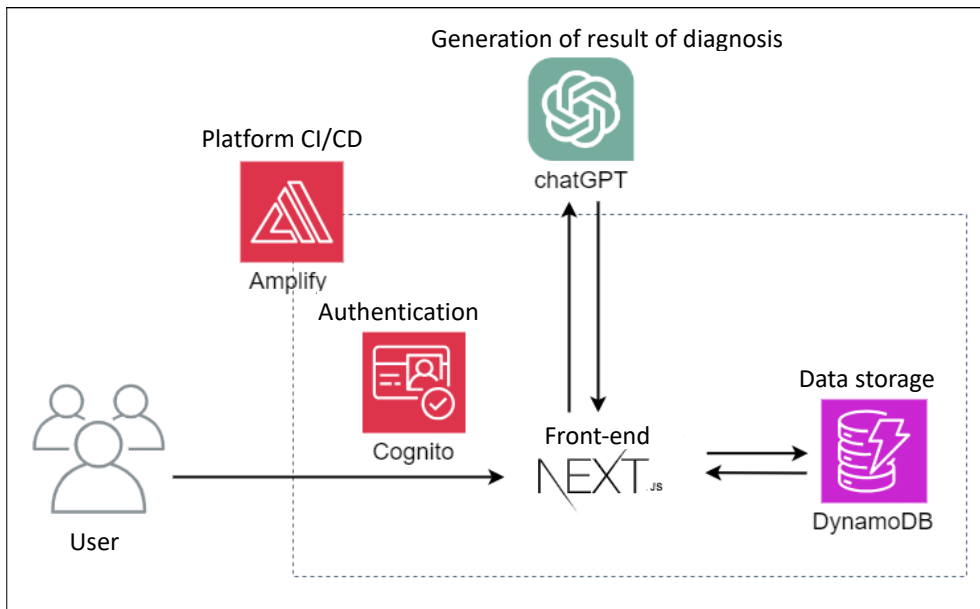 Generation of result of diagnosis
chatGPT
Platform CI/CD
Amplify
Authentication
Cognito
User
Front-end
NEXT.JS
Data storage
DynamoDB